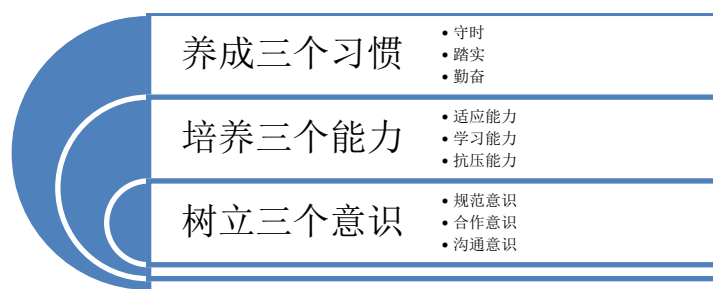 养成三个习惯
• 守时
• 踏实
• 勤奋
培养三个能力
• 适应能力
• 学习能力
• 抗压能力
树立三个意识
• 规范意识
• 合作意识
• 沟通意识